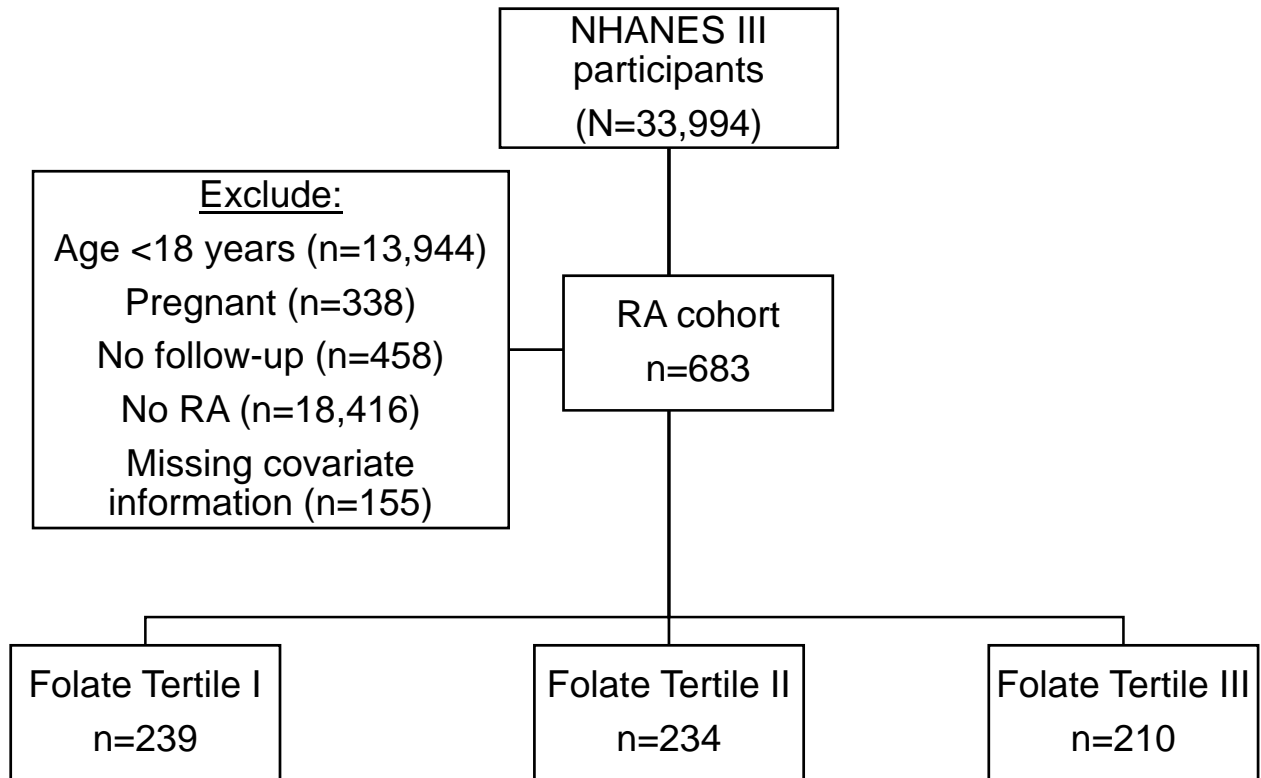 NHANES III
participants
(N=33,994)
Exclude:
Age <18 years (n=13,944)
Pregnant (n=338)
No follow-up (n=458)
No RA (n=18,416)
Missing covariate
information (n=155)
RA cohort
n=683
Folate Tertile I
n=239
Folate Tertile II
n=234
Folate Tertile III
n=210